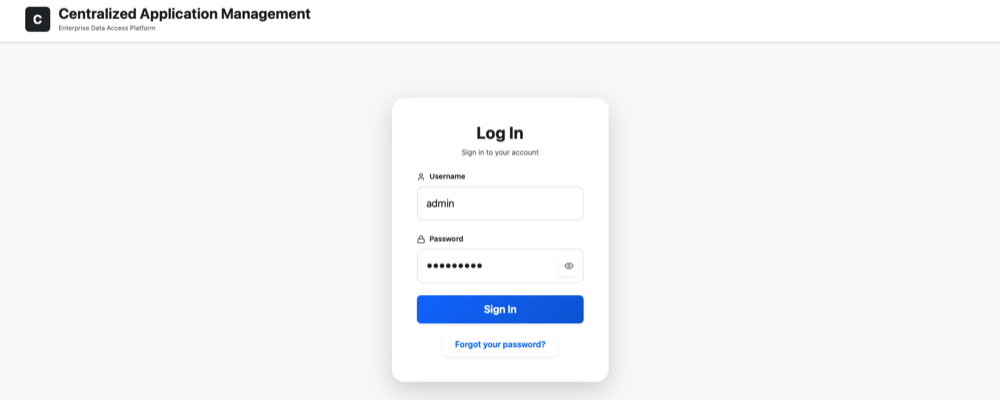 C
Centralized Application Management
Enterprise Data Access Platform
Log In
Sign in to your account
Username
admin
Password
•••••••••
Sign In
Forgot your password?